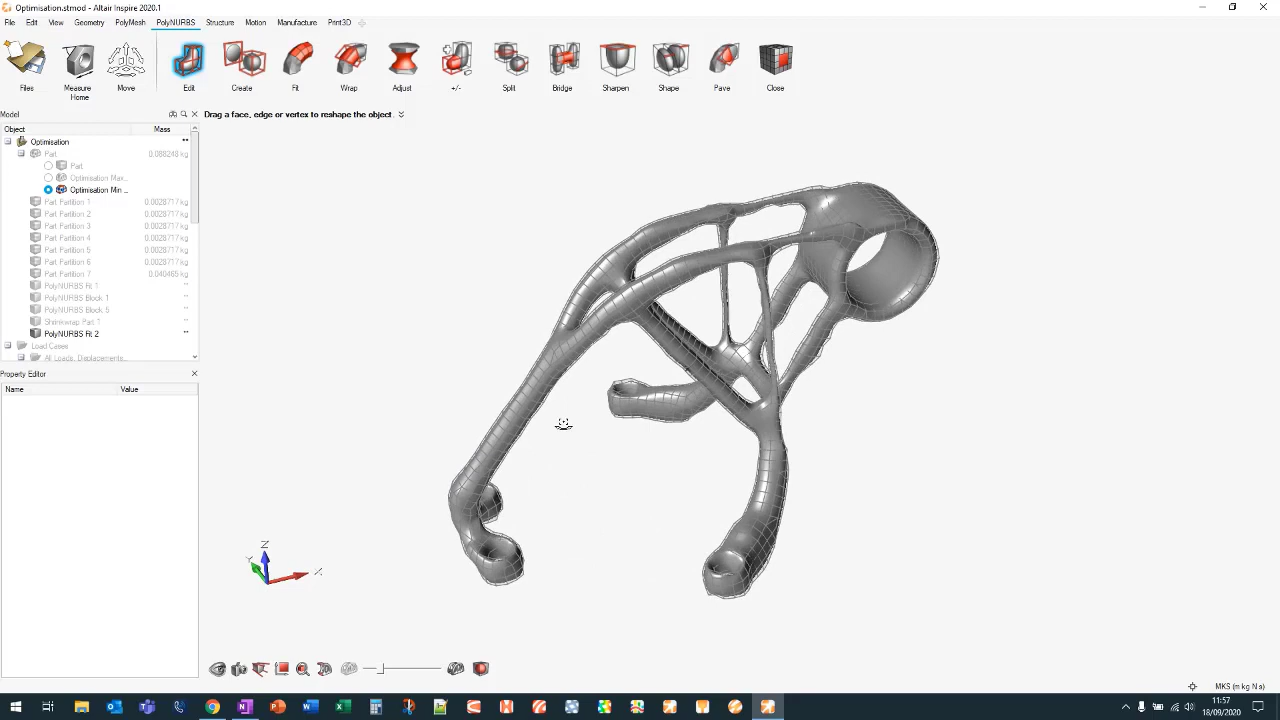 Optimisation.stmod - Altair Inspire 2020.1
File Edit View Geometry PolyMesh PolyNURBS Structure Motion Manufacture Print3D
Files Measure Move Edit Create Fit Wrap Adjust +/- Split Bridge Sharpen Shape Pave Close
Home
Model
Drag a face, edge or vertex to reshape the object.
Object Mass
Optimisation
Part 0.088248 kg
Part
Optimisation Max...
Optimisation Min ...
Part Partition 1 0.0028717 kg
Part Partition 2 0.0028717 kg
Part Partition 3 0.0028717 kg
Part Partition 4 0.0028717 kg
Part Partition 5 0.0028717 kg
Part Partition 6 0.0028717 kg
Part Partition 7 0.040465 kg
PolyNURBS Fit 1
PolyNURBS Block 1
PolyNURBS Block 5
Shrinkwrap Part 1
PolyNURBS Fit 2
Load Cases
All Loads, Displacements...
Property Editor
Name Value
Z
Y
X
MKS (m kg N s)
11:57
18/09/2020